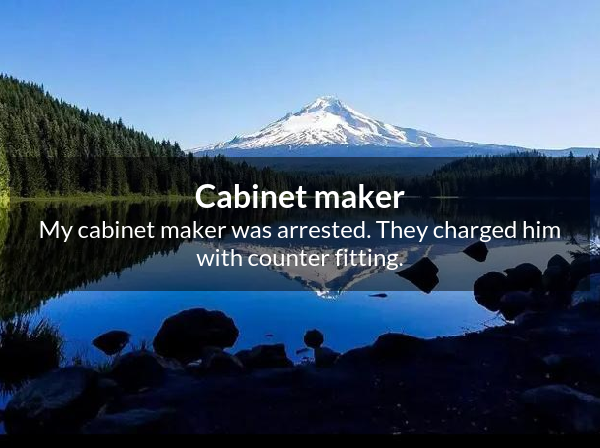 Cabinet maker
My cabinet maker was arrested. They charged him
with counter fitting.